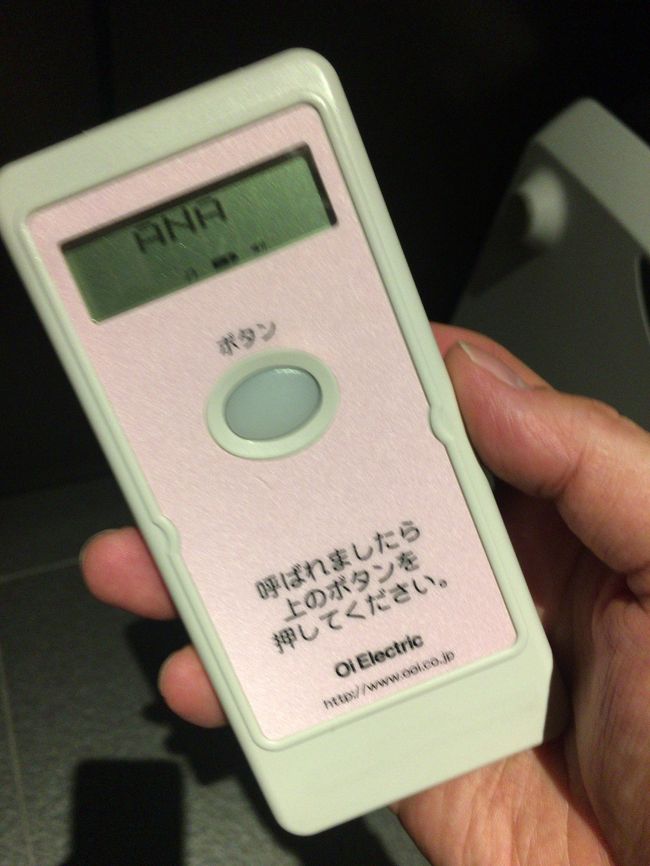 ANA
ボタン
呼ばれましたら
上のボタンを
押してください。
Oi Electric
http://www.ooi.co.jp